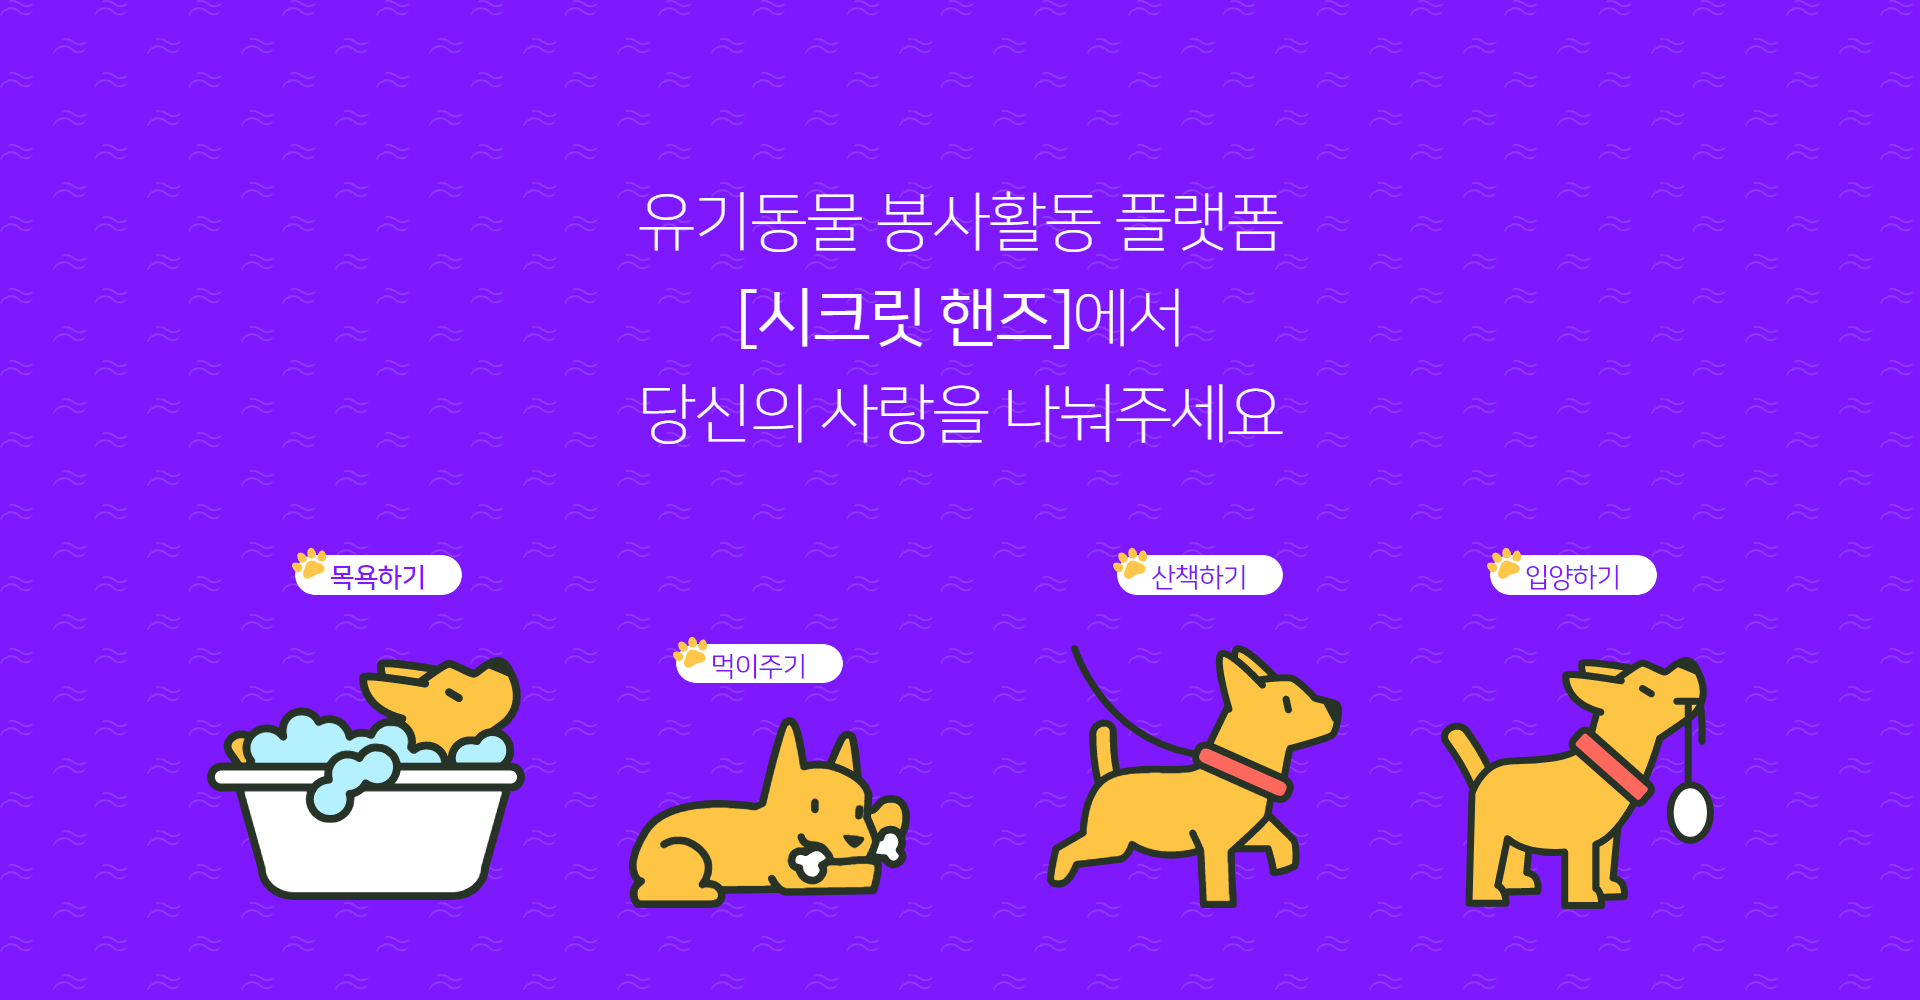 유기동물 봉사활동 플랫폼
[시크릿 핸즈]에서
당신의 사랑을 나눠주세요
목욕하기
먹이주기
산책하기
입양하기